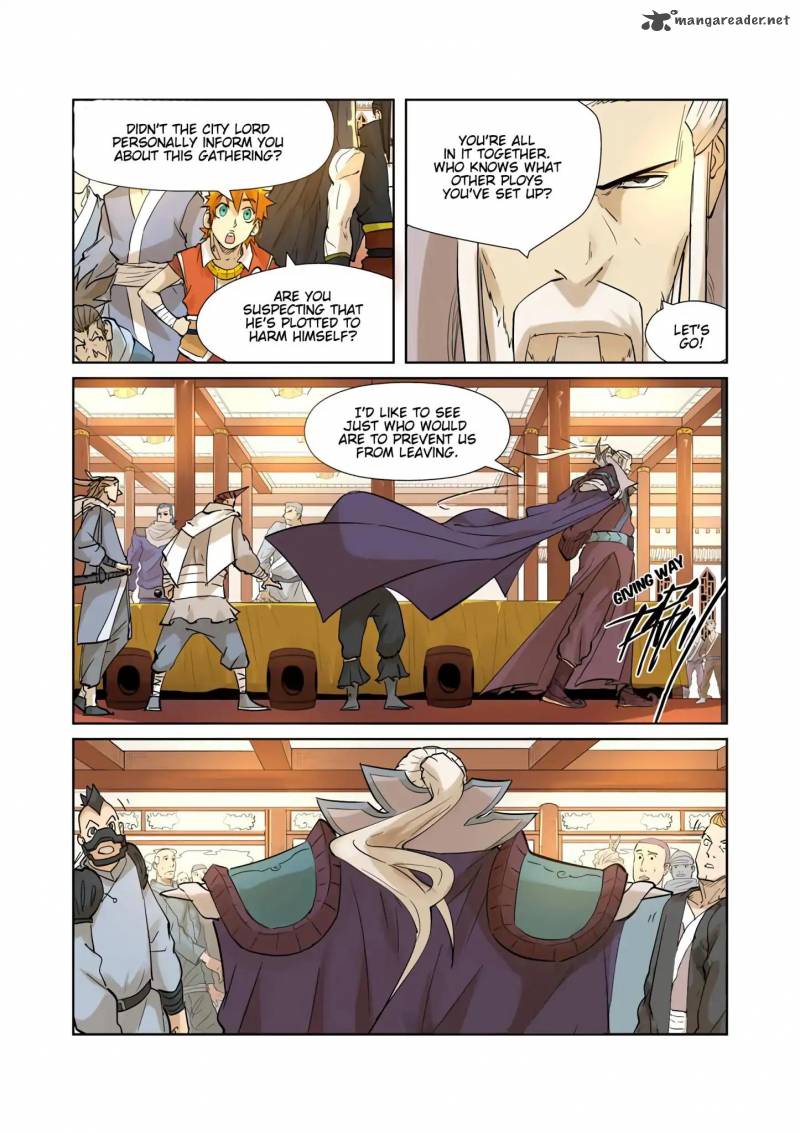 mangareader.net
DIDN'T THE CITY LORD
PERSONALLY INFORM YOU
ABOUT THIS GATHERING?
ARE YOU
SUSPECTING THAT
HE'S PLOTTED TO
HARM HIMSELF?
YOU'RE ALL
IN IT TOGETHER.
WHO KNOWS WHAT
OTHER PLOYS
YOU'VE SET UP?
LET'S
GO!
I'D LIKE TO SEE
JUST WHO WOULD
ARE TO PREVENT US
FROM LEAVING.
GIVING WAY